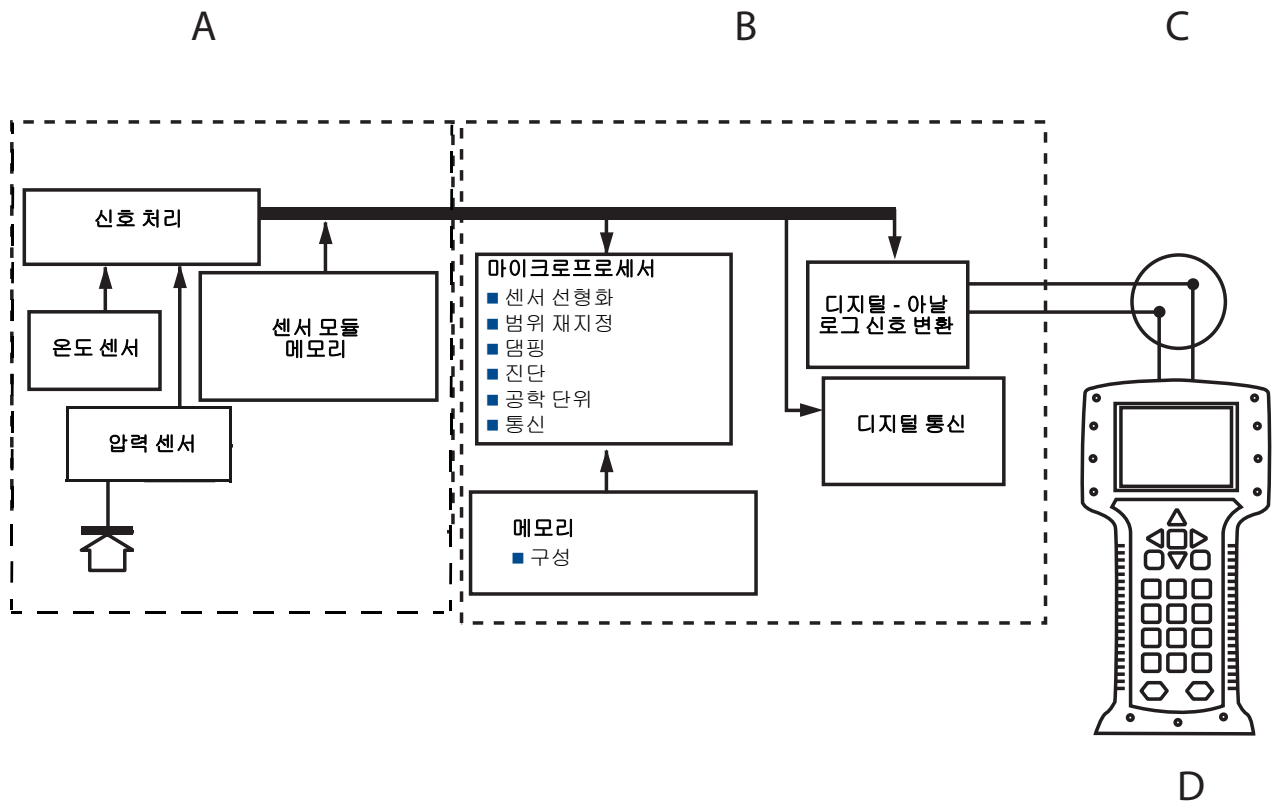 A
B
C
신호 처리
온도 센서
압력 센서
센서 모듈
메모리
마이크로프로세서
센서 선형화
범위 재지정
댐핑
진단
공학 단위
통신
메모리
구성
디지털 - 아날
로그 신호 변환
디지털 통신
D